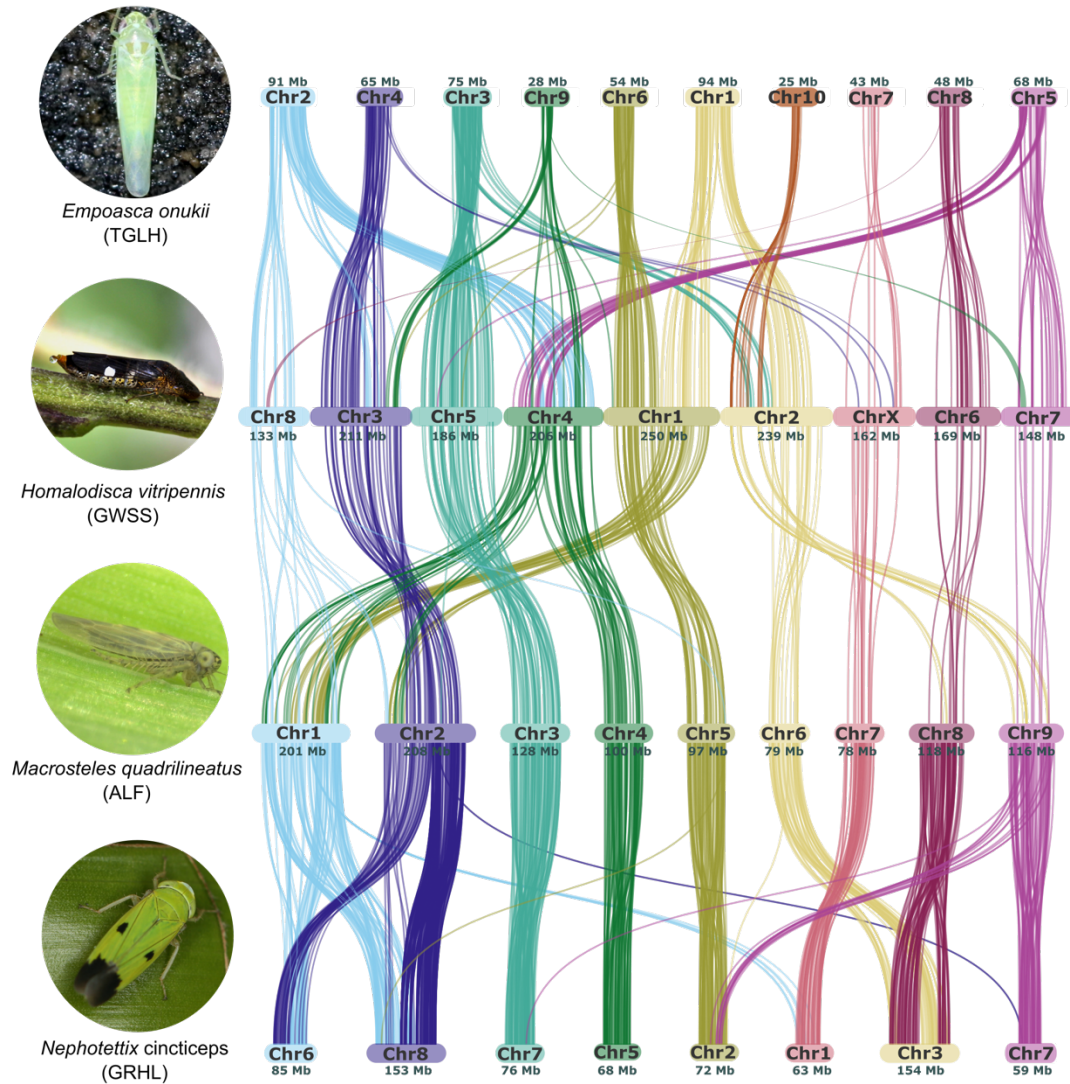 91 Mb 65 Mb 75 Mb 28 Mb 54 Mb 94 Mb 25 Mb 43 Mb 48 Mb 68 Mb
Chr2 Chr4 Chr3 Chr9 Chr6 Chr1 Chr10 Chr7 Chr8 Chr5
Empoasca onukii
(TGLH)
Chr8 Chr3 Chr5 Chr4 Chr1 Chr2 ChrX Chr6 Chr7
133 Mb 211 Mb 186 Mb 206 Mb 250 Mb 239 Mb 162 Mb 169 Mb 148 Mb
Homalodisca vitripennis
(GWSS)
Chr1 Chr2 Chr3 Chr4 Chr5 Chr6 Chr7 Chr8 Chr9
201 Mb 208 Mb 128 Mb 100 Mb 97 Mb 79 Mb 78 Mb 118 Mb 116 Mb
Macrosteles quadrilineatus
(ALF)
Nephotettix cincticeps
(GRHL)
Chr6 Chr8 Chr7 Chr5 Chr2 Chr1 Chr3 Chr7
85 Mb 153 Mb 76 Mb 68 Mb 72 Mb 63 Mb 154 Mb 59 Mb